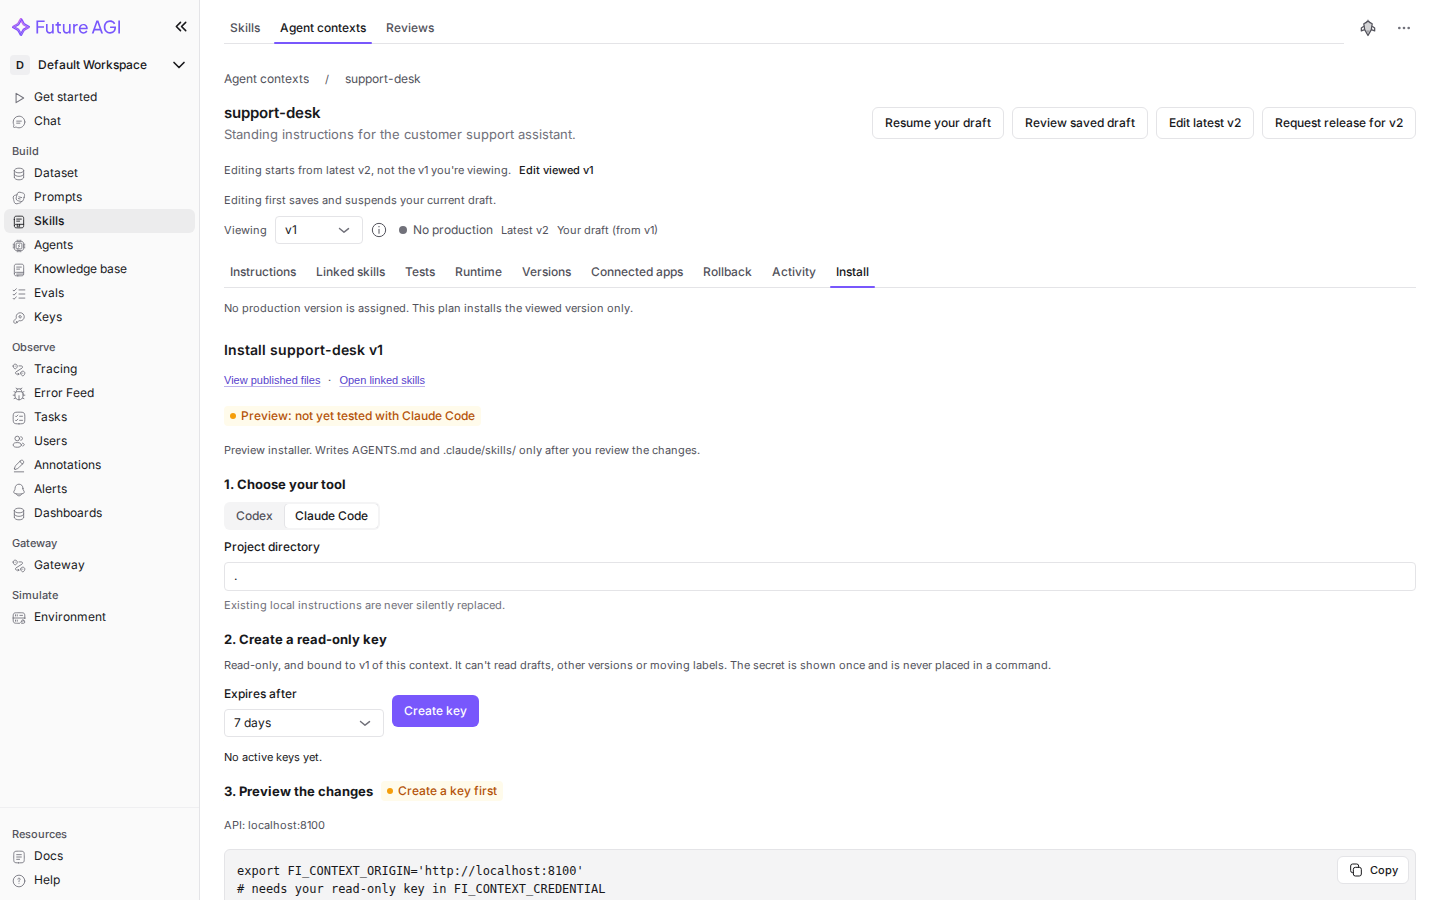 Future AGI
D Default Workspace
Get started
Chat
Build
Dataset
Prompts
Skills
Agents
Knowledge base
Evals
Keys
Observe
Tracing
Error Feed
Tasks
Users
Annotations
Alerts
Dashboards
Gateway
Gateway
Simulate
Environment
Resources
Docs
Help
Skills Agent contexts Reviews
Agent contexts / support-desk
support-desk
Standing instructions for the customer support assistant.
Resume your draft Review saved draft Edit latest v2 Request release for v2
Editing starts from latest v2, not the v1 you're viewing. Edit viewed v1
Editing first saves and suspends your current draft.
Viewing v1 No production Latest v2 Your draft (from v1)
Instructions Linked skills Tests Runtime Versions Connected apps Rollback Activity Install
No production version is assigned. This plan installs the viewed version only.
Install support-desk v1
View published files · Open linked skills
Preview: not yet tested with Claude Code
Preview installer. Writes AGENTS.md and .claude/skills/ only after you review the changes.
1. Choose your tool
Codex Claude Code
Project directory
.
Existing local instructions are never silently replaced.
2. Create a read-only key
Read-only, and bound to v1 of this context. It can't read drafts, other versions or moving labels. The secret is shown once and is never placed in a command.
Expires after
7 days Create key
No active keys yet.
3. Preview the changes Create a key first
API: localhost:8100
export FI_CONTEXT_ORIGIN='http://localhost:8100'
# needs your read-only key in FI_CONTEXT_CREDENTIAL
Copy